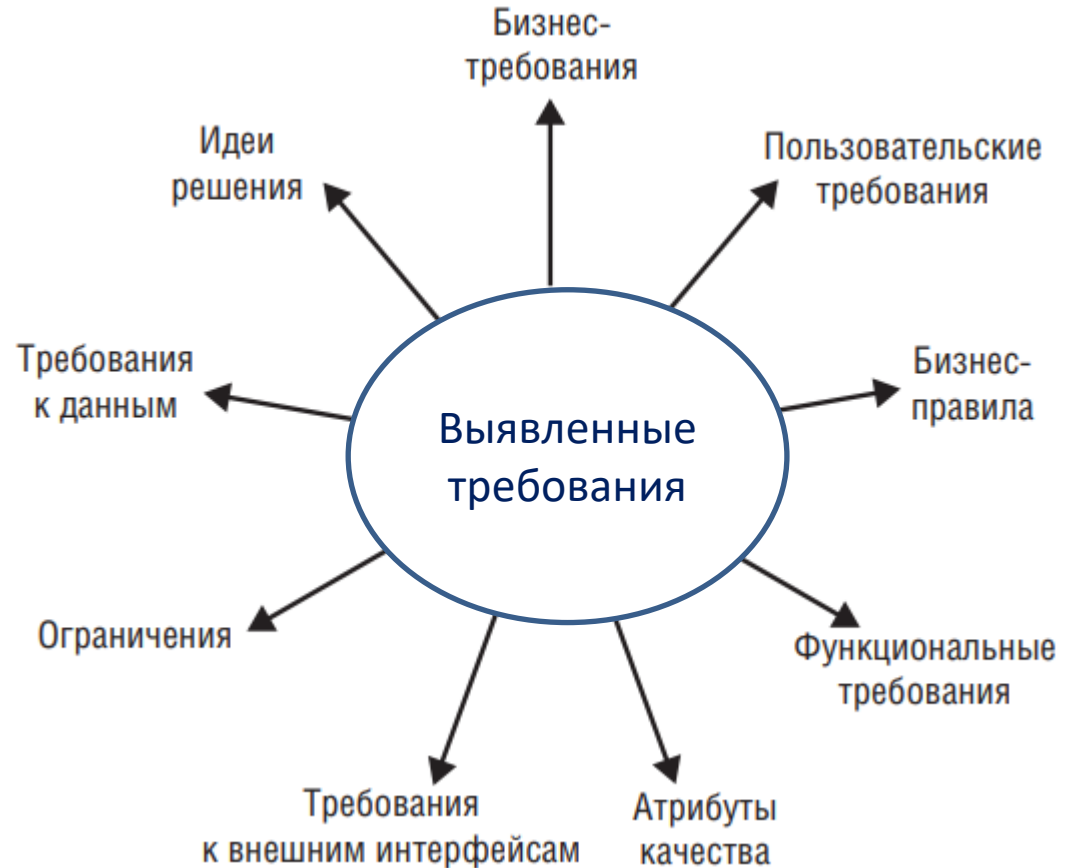 Бизнес-
требования
Идеи
решения
Пользовательские
требования
Требования
к данным
Бизнес-
правила
Выявленные
требования
Ограничения
Функциональные
требования
Требования
к внешним интерфейсам
Атрибуты
качества